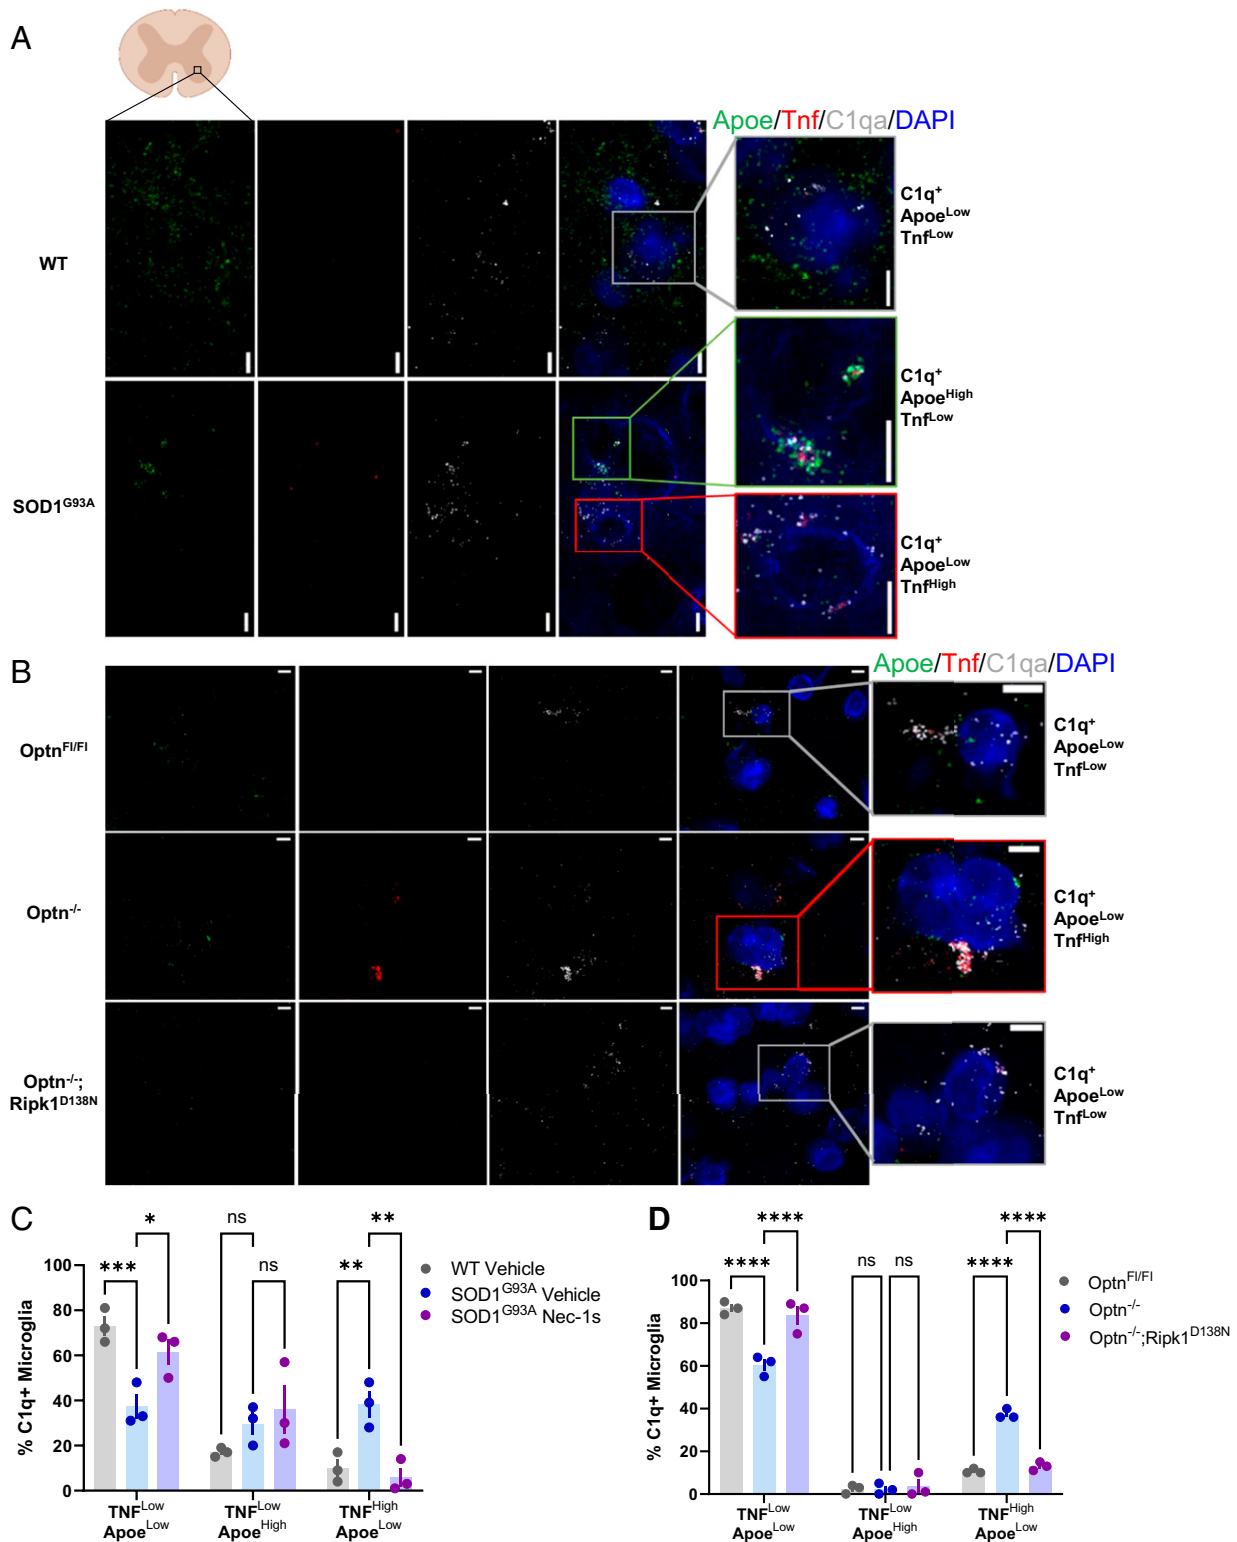 A
Apoe/Tnf/C1qa/DAPI
WT
C1q+
ApoeLow
TnfLow
C1q+
ApoeHigh
TnfLow
SOD1G93A
C1q+
ApoeLow
TnfHigh
B
Apoe/Tnf/C1qa/DAPI
OptnFl/Fl
C1q+
ApoeLow
TnfLow
Optn-/-
C1q+
ApoeLow
TnfHigh
Optn-/-;
Ripk1D138N
C1q+
ApoeLow
TnfLow
C
% C1q+ Microglia
100
80
60
40
20
0
***
*
ns
ns
**
**
WT Vehicle
SOD1G93A Vehicle
SOD1G93A Nec-1s
TNFLow
ApoeLow
TNFLow
ApoeHigh
TNFHigh
ApoeLow
D
% C1q+ Microglia
100
80
60
40
20
0
****
****
ns
ns
****
****
OptnFl/Fl
Optn-/-
Optn-/-;Ripk1D138N
TNFLow
ApoeLow
TNFLow
ApoeHigh
TNFHigh
ApoeLow